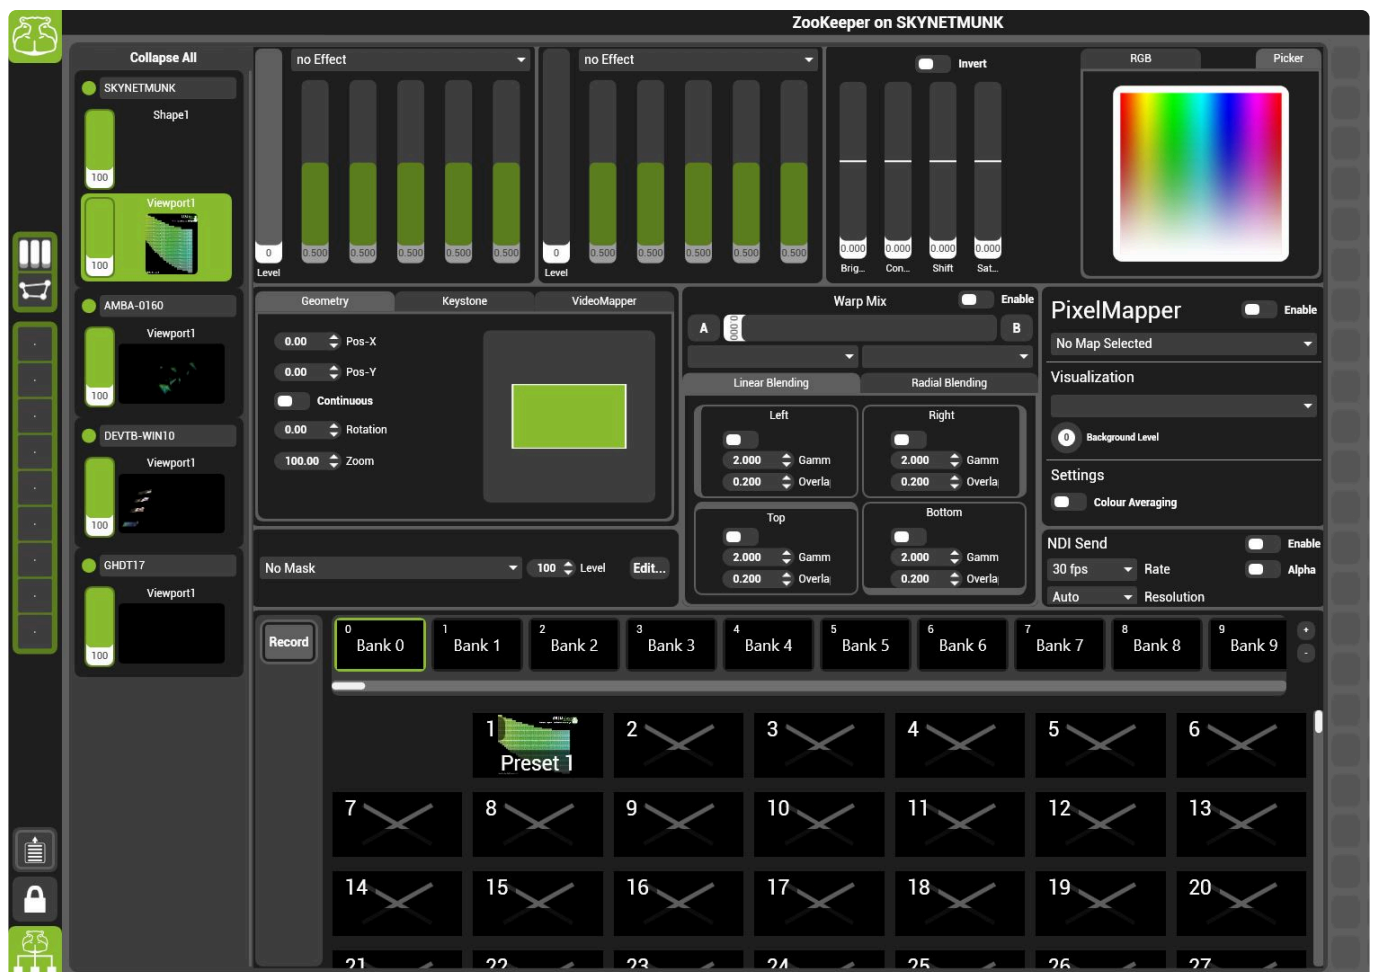 ZooKeeper on SKYNETMUNK
Collapse All
SKYNETMUNK
Shape1
100
Viewport1
100
AMBA-0160
Viewport1
100
DEVTB-WIN10
Viewport1
100
GHDT17
Viewport1
100
no Effect
0
0.500
0.500
0.500
0.500
0.500
Level
no Effect
0
0.500
0.500
0.500
0.500
0.500
Level
Invert
0.000
0.000
0.000
0.000
Brig...
Con...
Shift
Sat...
RGB
Picker
Geometry
Keystone
VideoMapper
0.00 Pos-X
0.00 Pos-Y
Continuous
0.00 Rotation
100.00 Zoom
No Mask
100 Level
Edit...
Warp Mix
Enable
A
0.000
B
Linear Blending
Radial Blending
Left
2.000 Gamm
0.200 Overla
Right
2.000 Gamm
0.200 Overla
Top
2.000 Gamm
0.200 Overla
Bottom
2.000 Gamm
0.200 Overla
PixelMapper
Enable
No Map Selected
Visualization
0 Background Level
Settings
Colour Averaging
NDI Send
Enable
30 fps Rate
Alpha
Auto Resolution
Record
0 Bank 0
1 Bank 1
2 Bank 2
3 Bank 3
4 Bank 4
5 Bank 5
6 Bank 6
7 Bank 7
8 Bank 8
9 Bank 9
+
-
1
Preset 1
2
3
4
5
6
7
8
9
10
11
12
13
14
15
16
17
18
19
20
21
22
23
24
25
26
27